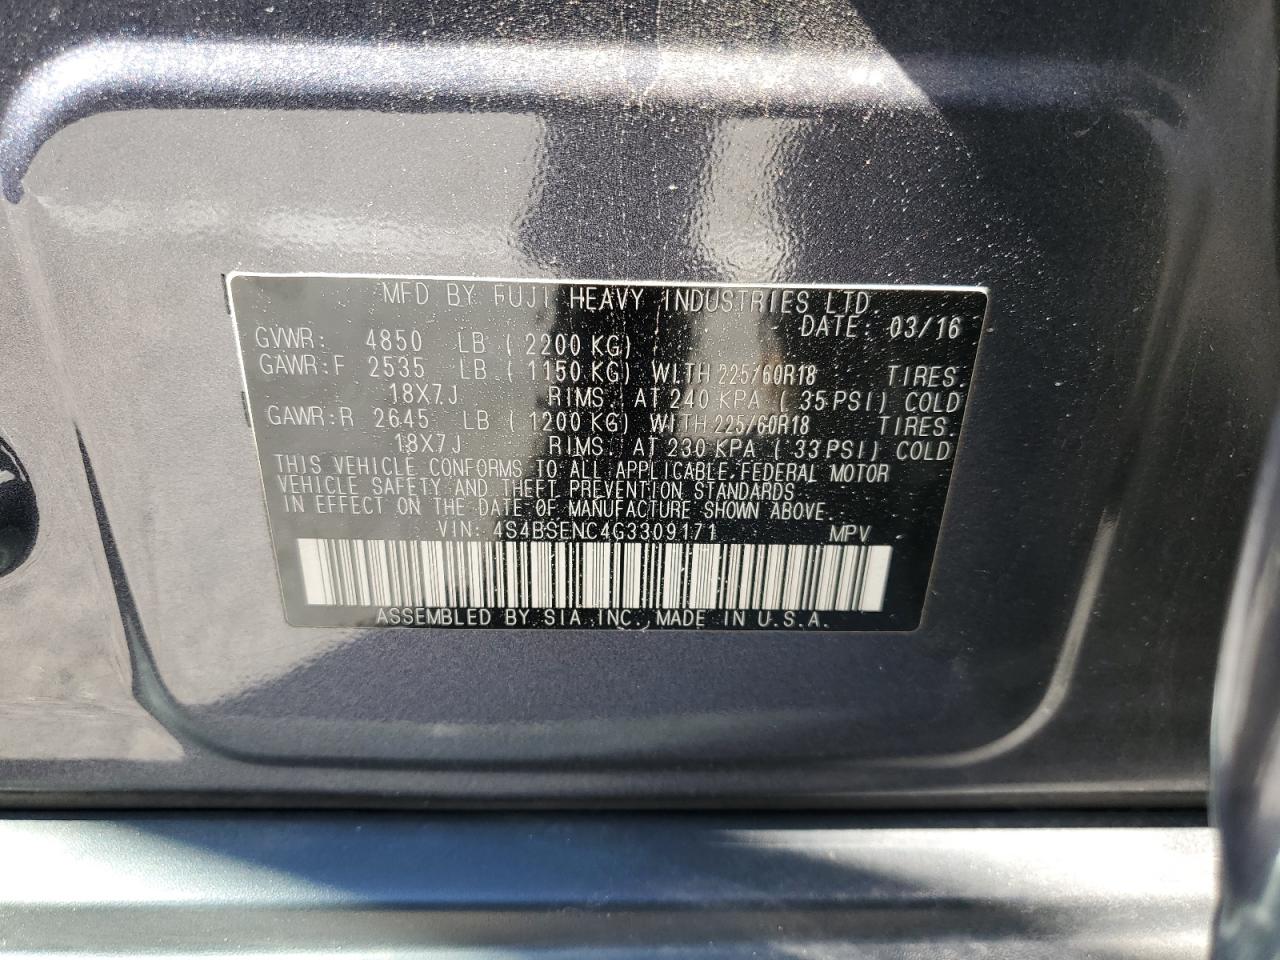 MFD BY FUJI HEAVY INDUSTRIES LTD.
DATE: 03/16
GVWR: 4850 LB (2200 KG)
GAWR:F 2535 LB (1150 KG) WITH 225/60R18 TIRES.
18X7J RIMS. AT 240 KPA (35 PSI) COLD
GAWR:R 2645 LB (1200 KG) WITH 225/60R18 TIRES.
18X7J RIMS. AT 230 KPA (33 PSI) COLD
THIS VEHICLE CONFORMS TO ALL APPLICABLE FEDERAL MOTOR
VEHICLE SAFETY AND THEFT PREVENTION STANDARDS
IN EFFECT ON THE DATE OF MANUFACTURE SHOWN ABOVE.
VIN: 4S4BSENC4G3309171 MPV
ASSEMBLED BY SIA INC. MADE IN U.S.A.